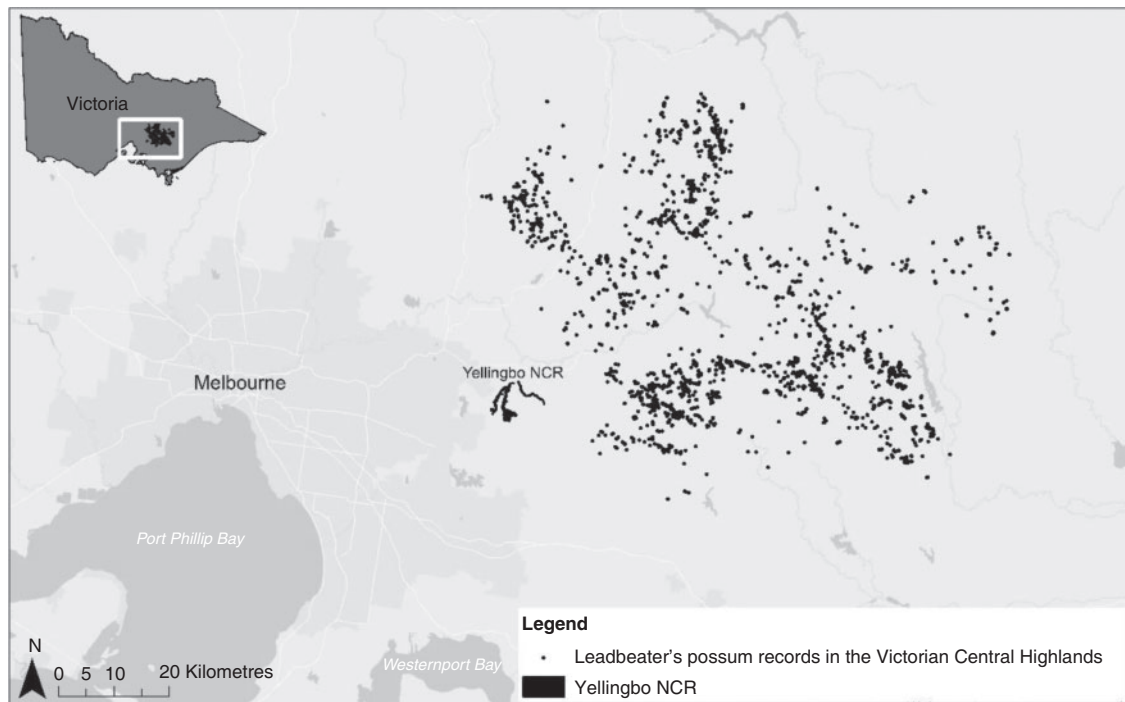 Victoria
Melbourne
Yellingbo NCR
Port Phillip Bay
Westernport Bay
N
0 5 10 20 Kilometres
Legend
Leadbeater's possum records in the Victorian Central Highlands
Yellingbo NCR